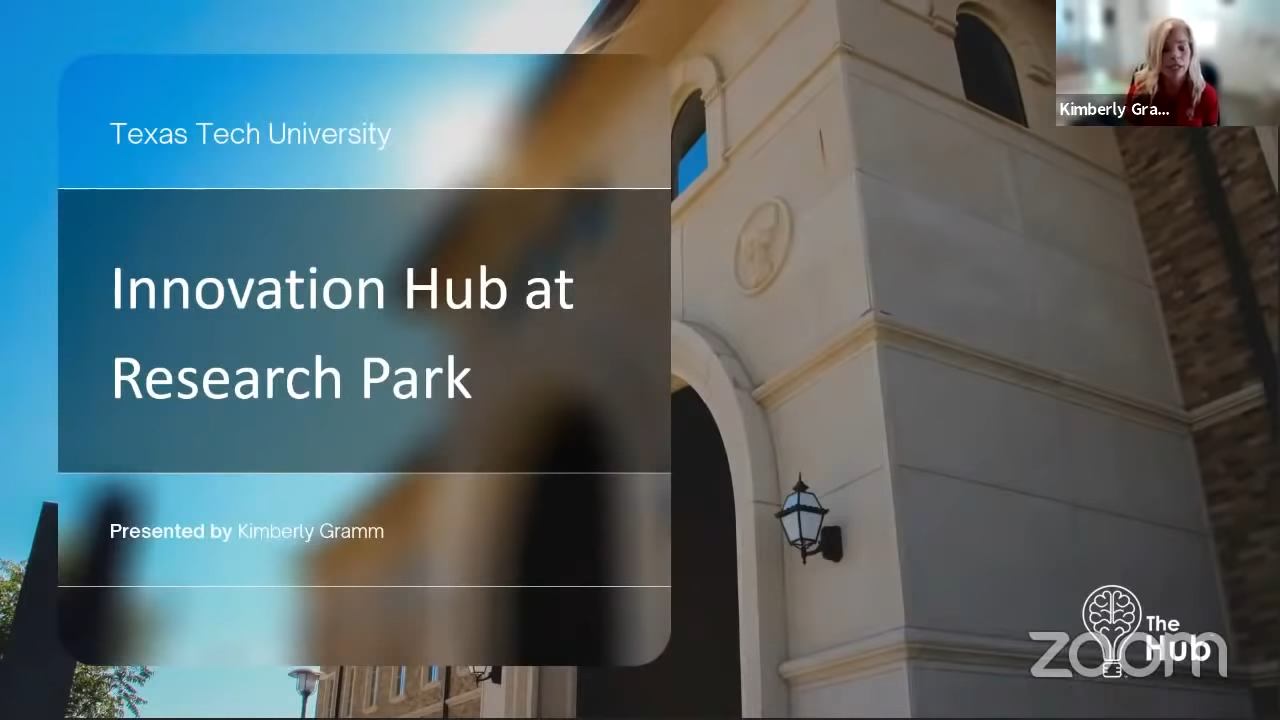 Texas Tech University
Kimberly Gra...
Innovation Hub at
Research Park
Presented by Kimberly Gramm
The
Hub
zoom